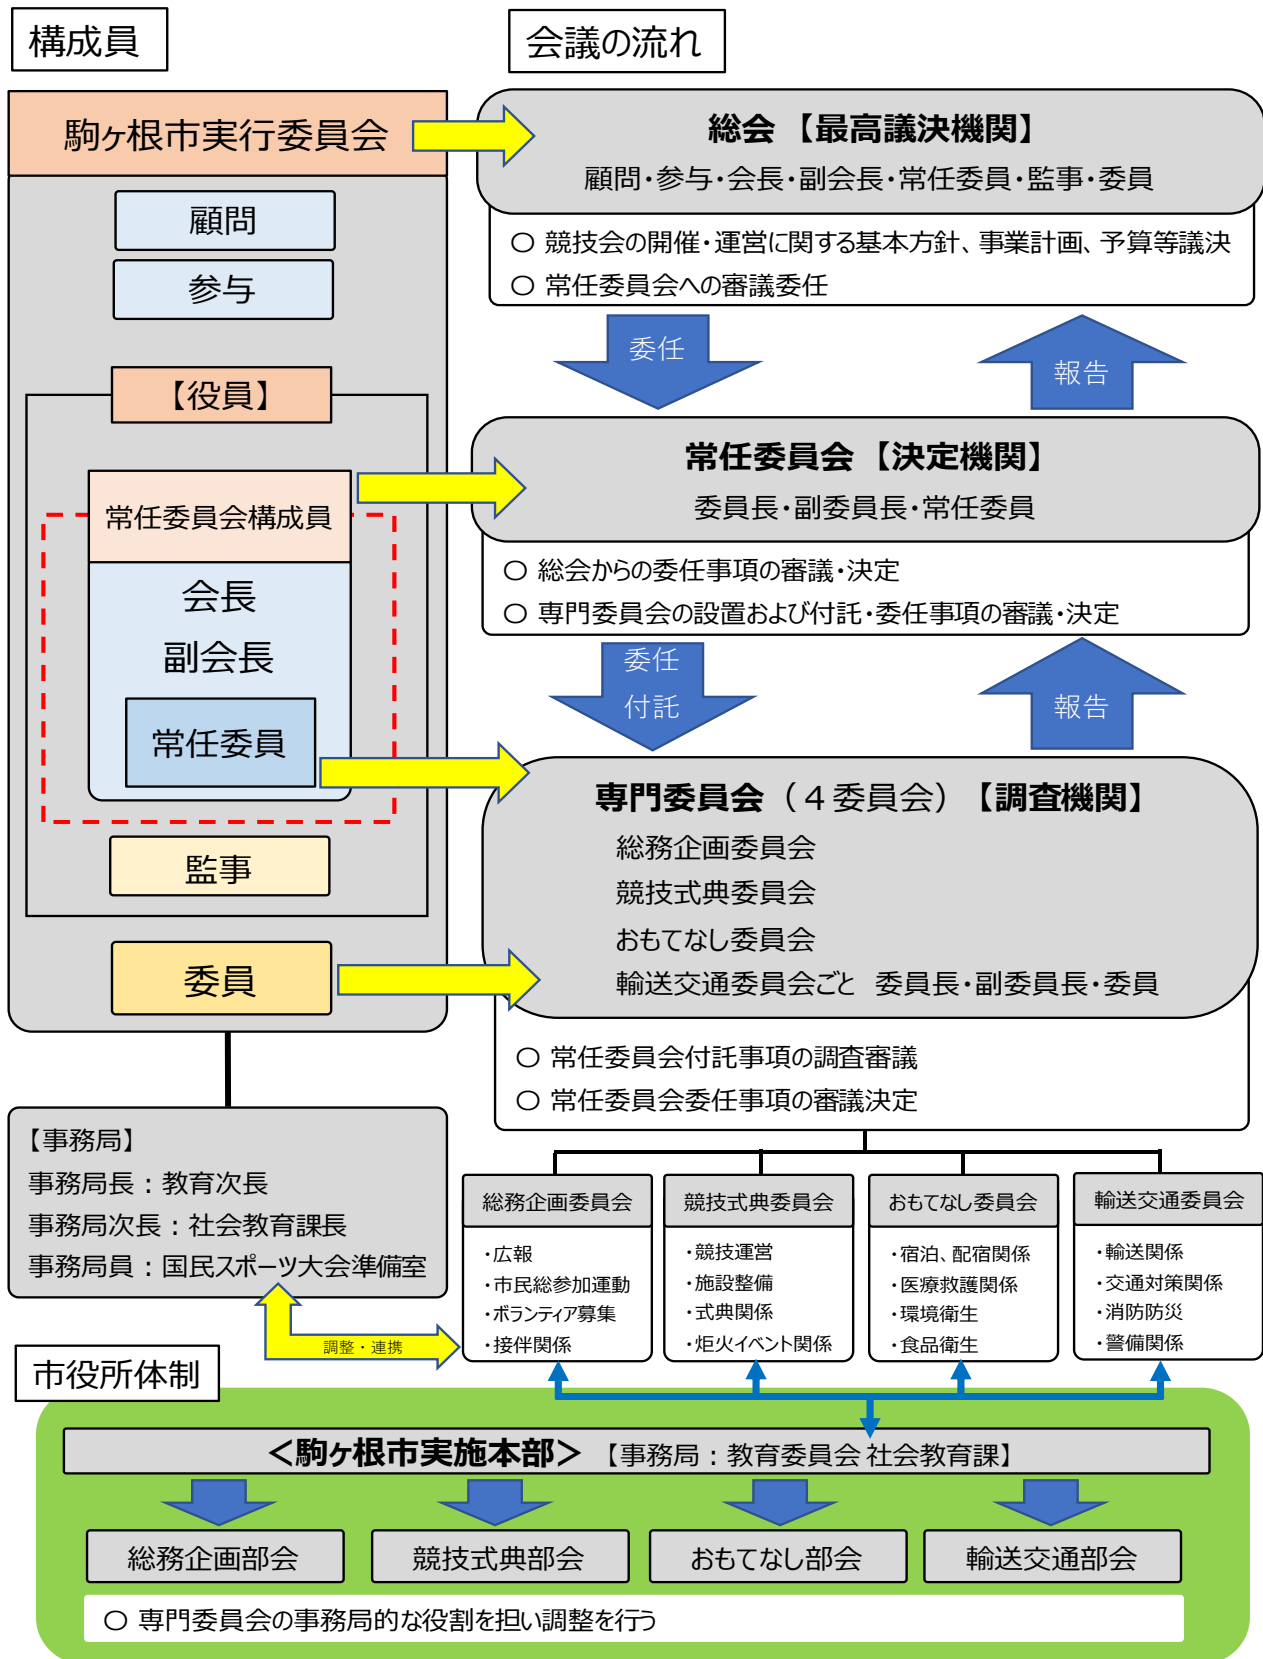 構成員
会議の流れ
駒ヶ根市実行委員会
顧問
参与
【役員】
常任委員会構成員
会長
副会長
常任委員
監事
委員
総会【最高議決機関】
顧問・参与・会長・副会長・常任委員・監事・委員
○ 競技会の開催・運営に関する基本方針、事業計画、予算等議決
○ 常任委員会への審議委任
委任
報告
常任委員会【決定機関】
委員長・副委員長・常任委員
○ 総会からの委任事項の審議・決定
○ 専門委員会の設置および付託・委任事項の審議・決定
委任
付託
報告
専門委員会（４委員会）【調査機関】
総務企画委員会
競技式典委員会
おもてなし委員会
輸送交通委員会ごと 委員長・副委員長・委員
○ 常任委員会付託事項の調査審議
○ 常任委員会委任事項の審議決定
【事務局】
事務局長：教育次長
事務局次長：社会教育課長
事務局員：国民スポーツ大会準備室
調整・連携
総務企画委員会
・広報
・市民総参加運動
・ボランティア募集
・接伴関係
競技式典委員会
・競技運営
・施設整備
・式典関係
・炬火イベント関係
おもてなし委員会
・宿泊、配宿関係
・医療救護関係
・環境衛生
・食品衛生
輸送交通委員会
・輸送関係
・交通対策関係
・消防防災
・警備関係
市役所体制
＜駒ヶ根市実施本部＞【事務局：教育委員会 社会教育課】
総務企画部会
競技式典部会
おもてなし部会
輸送交通部会
○ 専門委員会の事務局的な役割を担い調整を行う